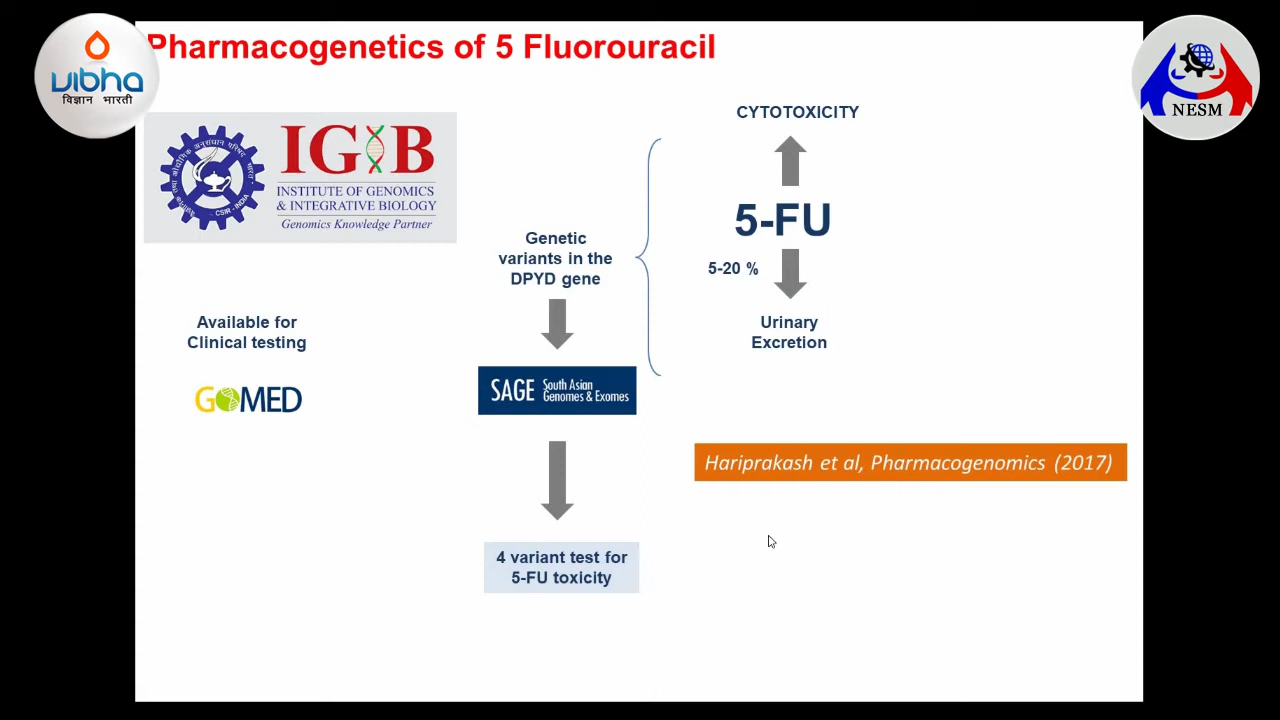 Pharmacogenetics of 5 Fluorouracil
vibha
विज्ञान भारती
NESM
IGIB
INSTITUTE OF GENOMICS
& INTEGRATIVE BIOLOGY
Genomics Knowledge Partner
CSIR-INDIA
CYTOTOXICITY
5-FU
5-20 %
Urinary
Excretion
Genetic
variants in the
DPYD gene
Available for
Clinical testing
GOMED
SAGE South Asian
Genomes & Exomes
Hariprakash et al, Pharmacogenomics (2017)
4 variant test for
5-FU toxicity